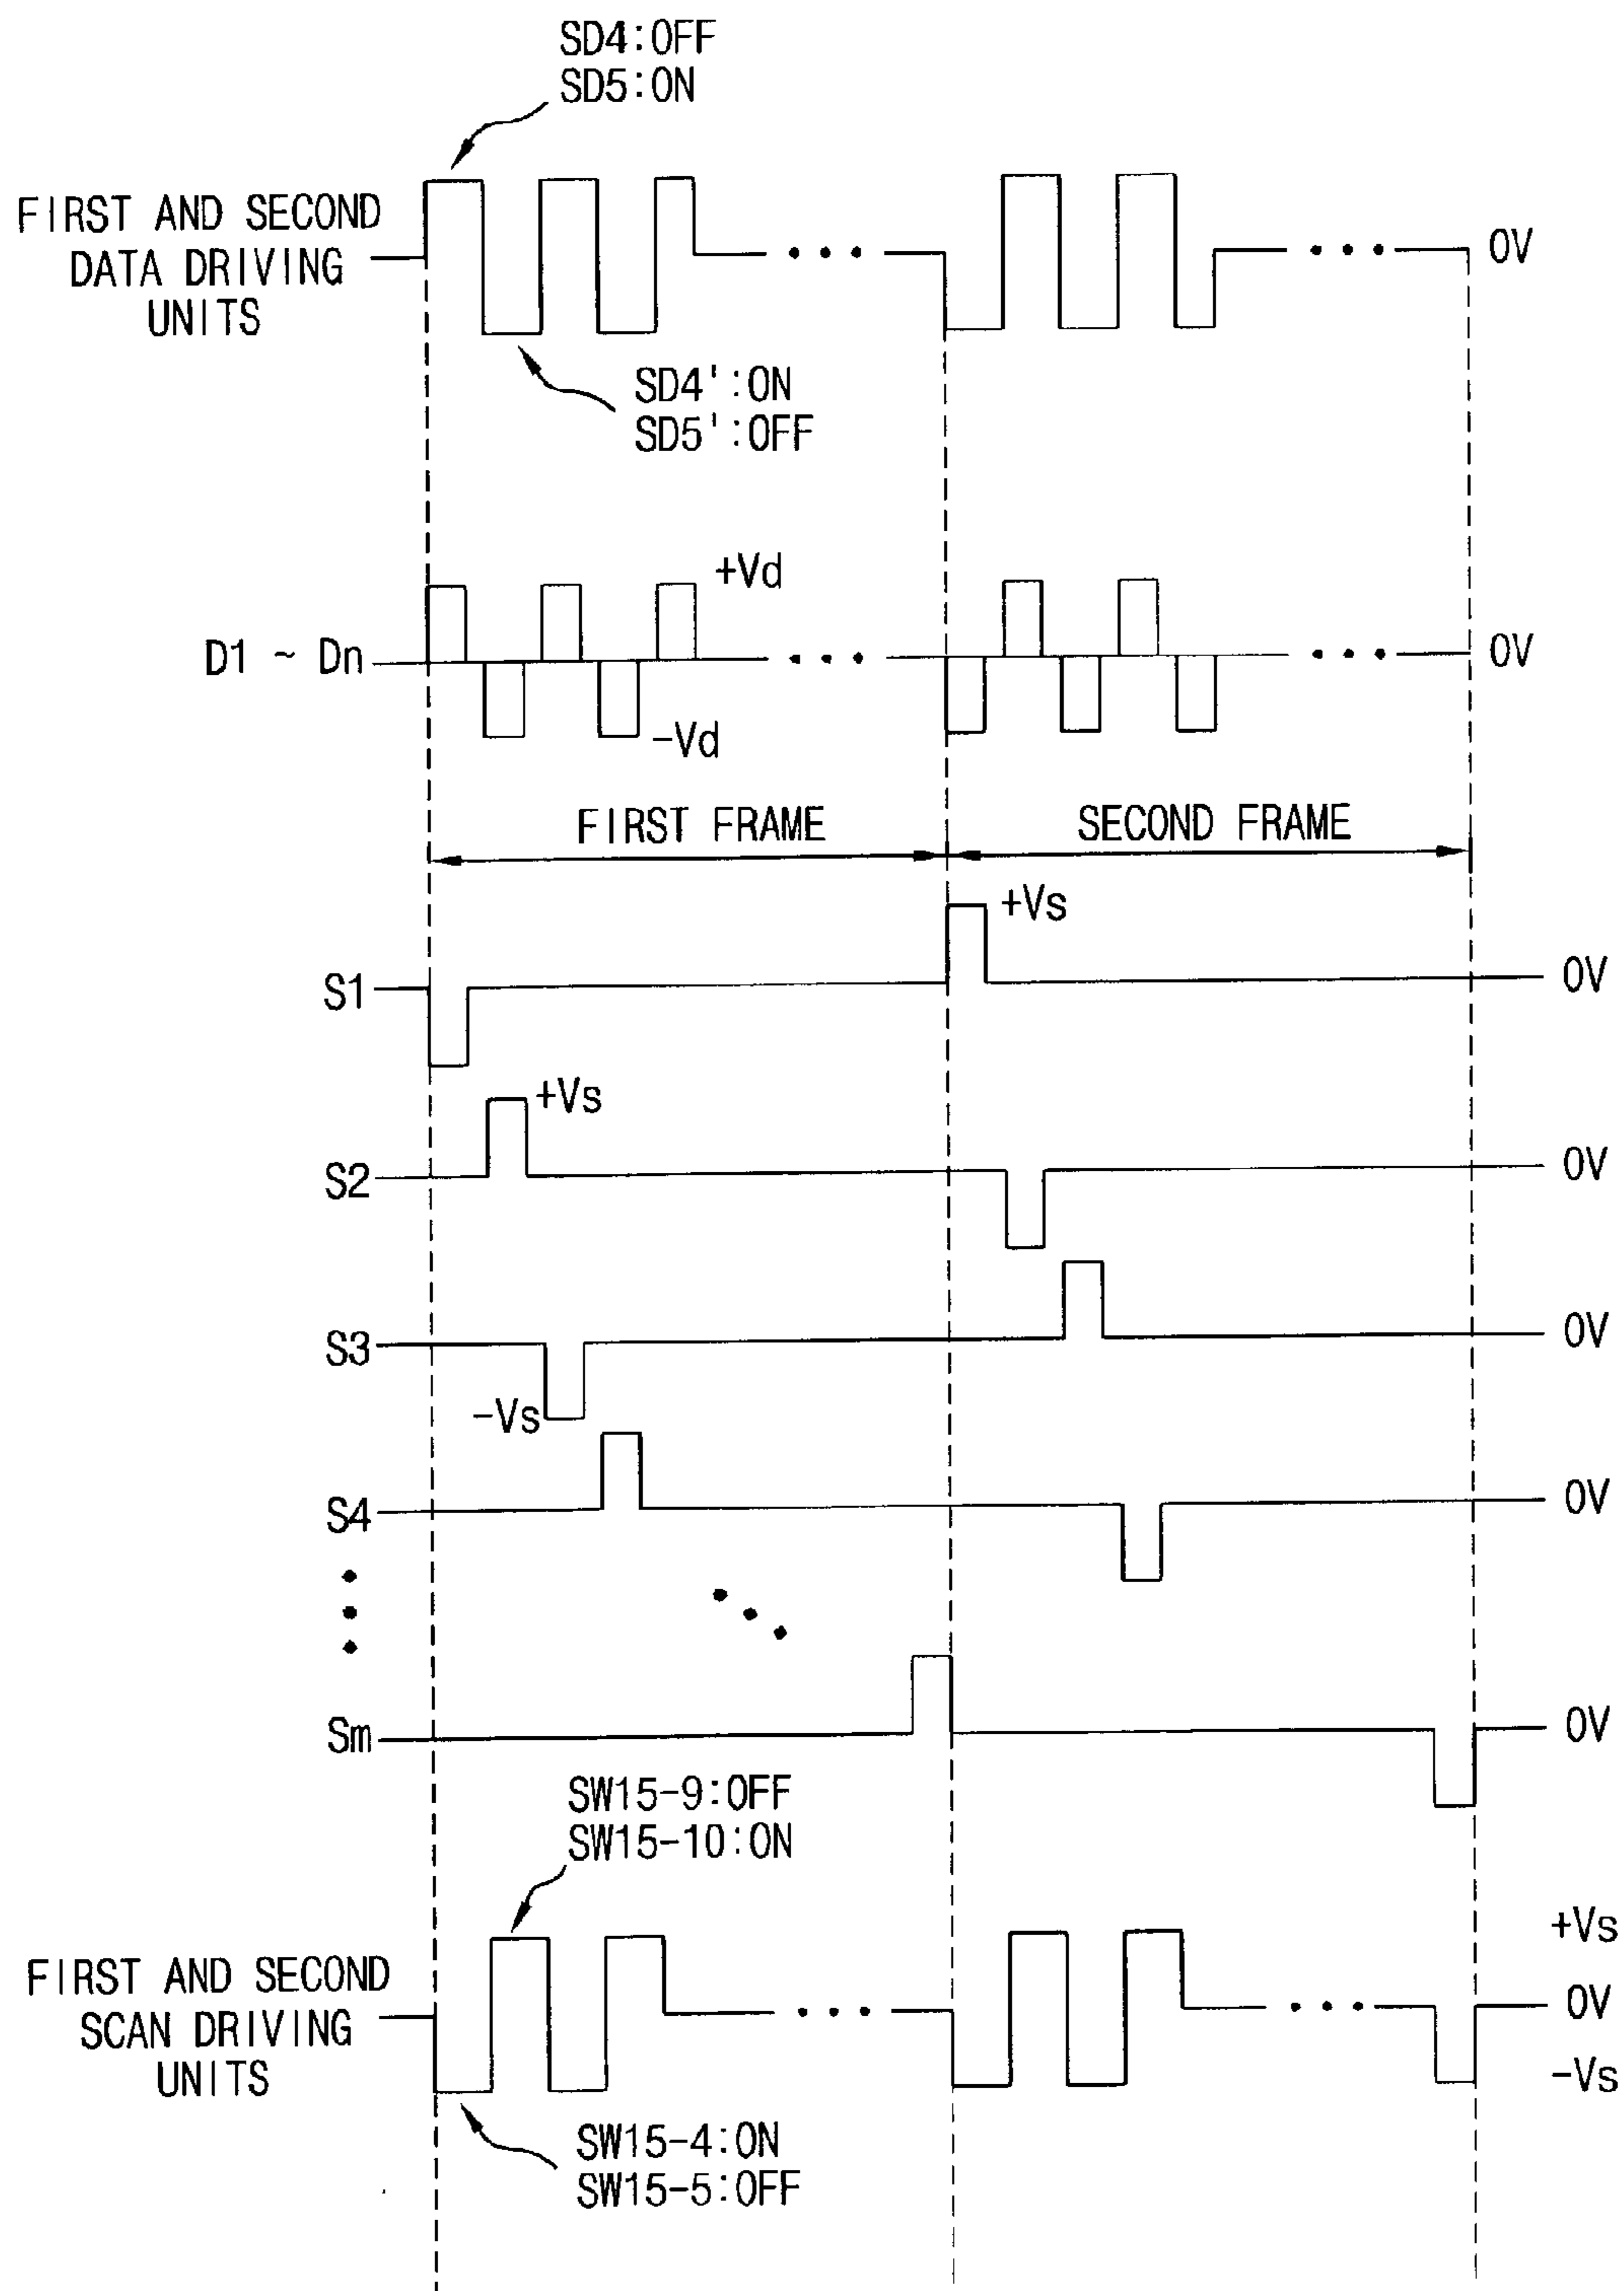 SD4:OFF
SD5:ON
FIRST AND SECOND
DATA DRIVING
UNITS
0V
SD4':ON
SD5':OFF
+Vd
D1 ~ Dn
0V
-Vd
FIRST FRAME
SECOND FRAME
+Vs
S1
0V
+Vs
S2
0V
S3
0V
-Vs
S4
0V
Sm
0V
SW15-9:OFF
SW15-10:ON
+Vs
FIRST AND SECOND
SCAN DRIVING
UNITS
0V
-Vs
SW15-4:ON
SW15-5:OFF